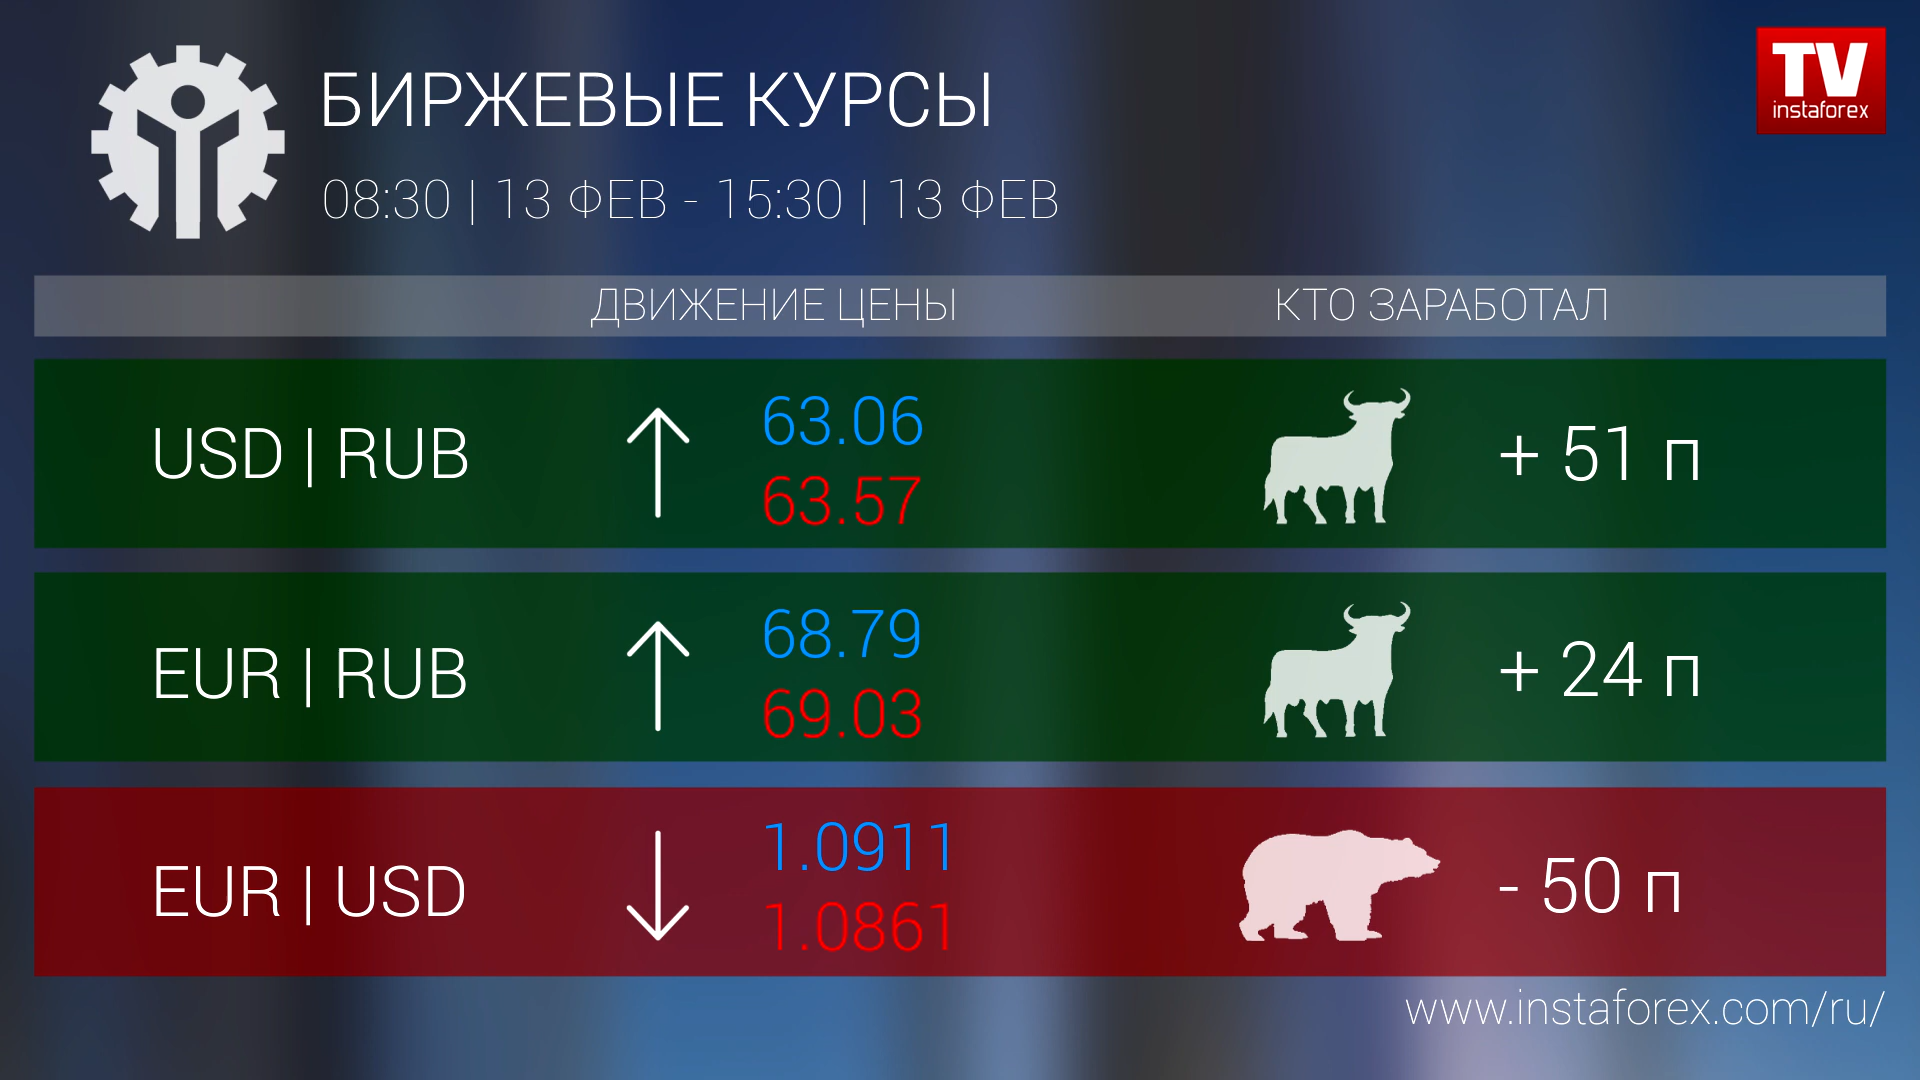 БИРЖЕВЫЕ КУРСЫ
TV
instaforex
08:30 | 13 ФЕВ - 15:30 | 13 ФЕВ
ДВИЖЕНИЕ ЦЕНЫ КТО ЗАРАБОТАЛ
USD | RUB
63.06
63.57
+ 51 п
EUR | RUB
68.79
69.03
+ 24 п
EUR | USD
1.0911
1.0861
- 50 п
www.instaforex.com/ru/